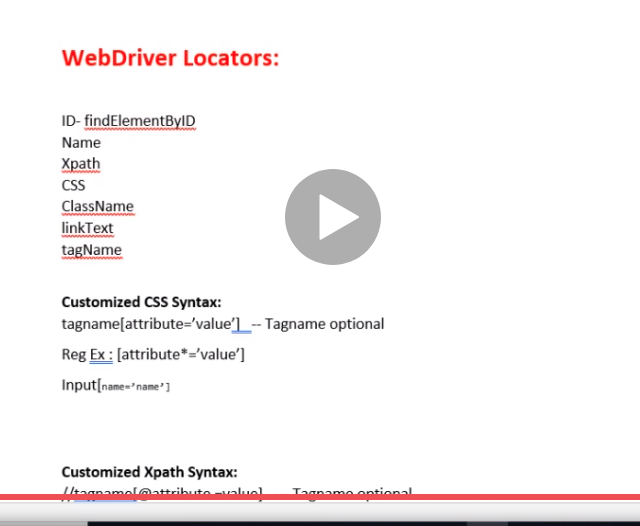 WebDriver Locators:
ID- findElementByID
Name
Xpath
CSS
ClassName
linkText
tagName
Customized CSS Syntax:
tagname[attribute=’value’]  -- Tagname optional
Reg Ex : [attribute*=’value’]
Input[name=’name’]
Customized Xpath Syntax:
//tagname[@attribute =value] Tagname optional